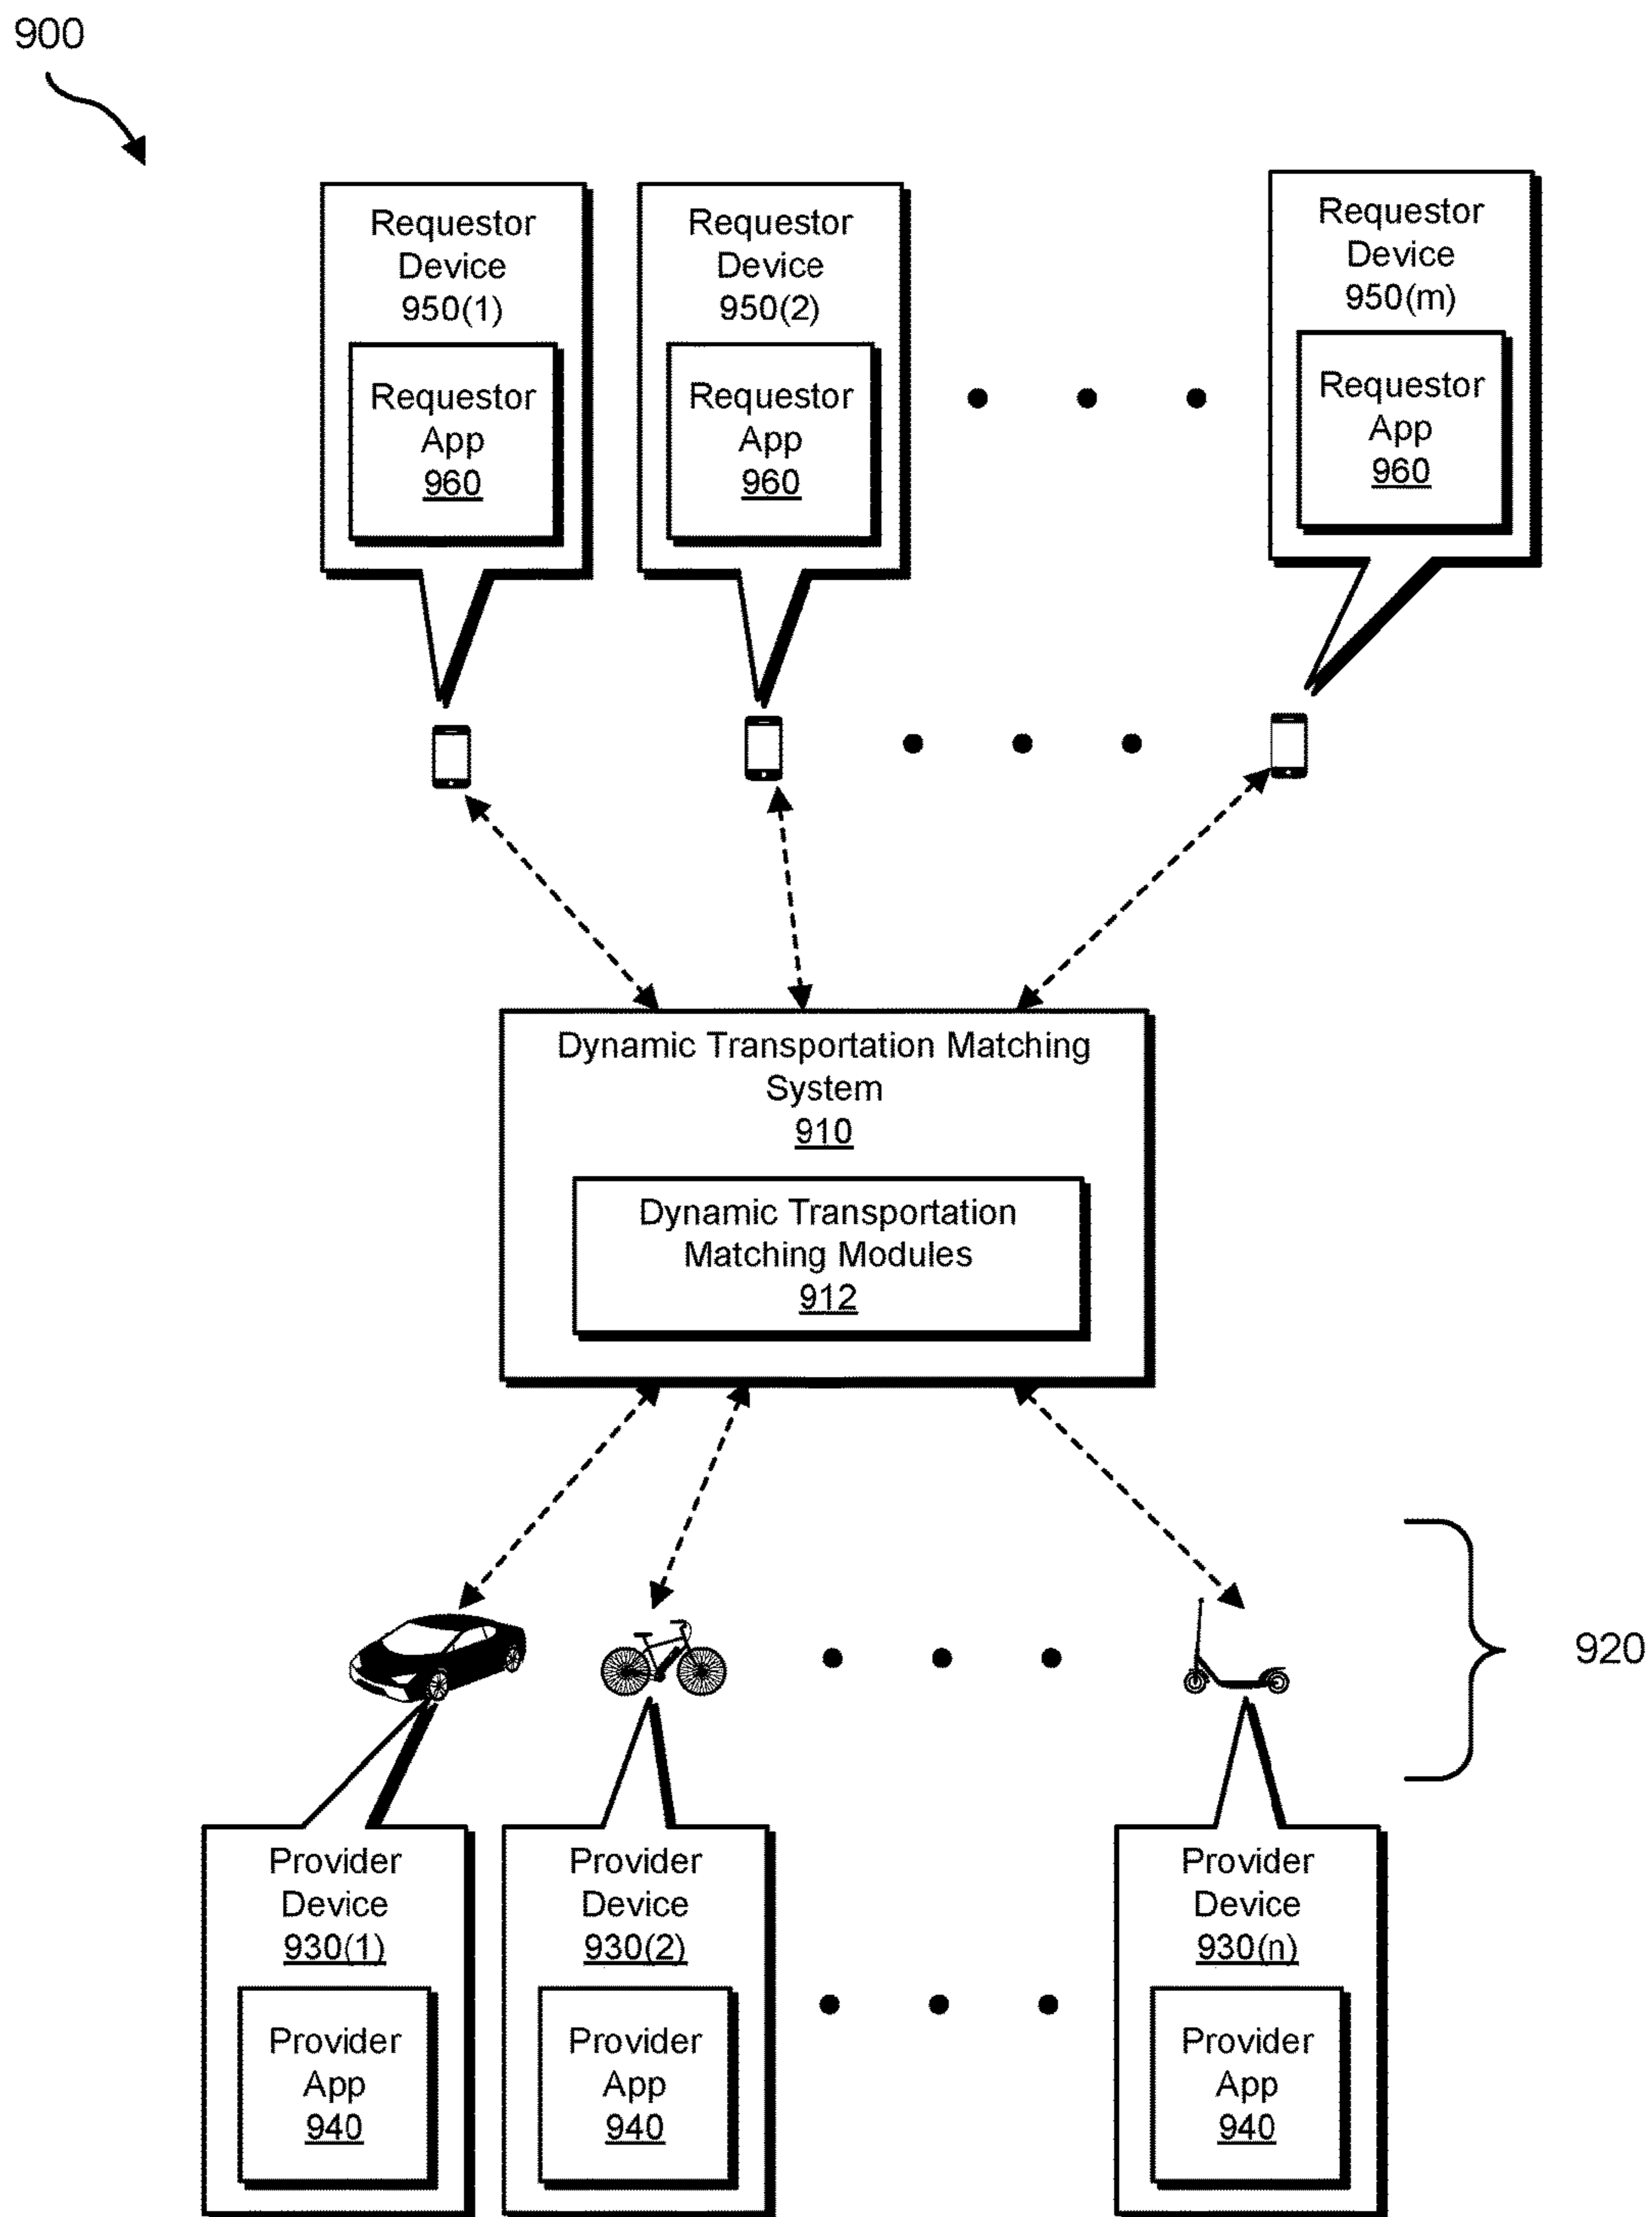 900
Requestor
Device
950(1)
Requestor
App
960
Requestor
Device
950(2)
Requestor
App
960
Requestor
Device
950(m)
Requestor
App
960
Dynamic Transportation Matching
System
910
Dynamic Transportation
Matching Modules
912
920
Provider
Device
930(1)
Provider
App
940
Provider
Device
930(2)
Provider
App
940
Provider
Device
930(n)
Provider
App
940